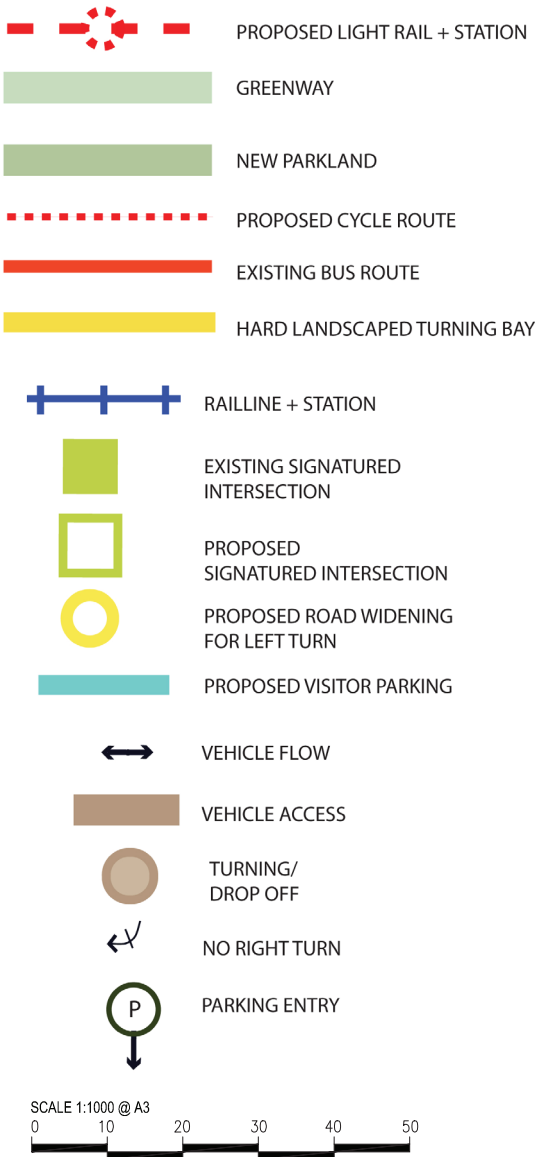 PROPOSED LIGHT RAIL + STATION
GREENWAY
NEW PARKLAND
PROPOSED CYCLE ROUTE
EXISTING BUS ROUTE
HARD LANDSCAPED TURNING BAY
RAILLINE + STATION
EXISTING SIGNATURED
INTERSECTION
PROPOSED
SIGNATURED INTERSECTION
PROPOSED ROAD WIDENING
FOR LEFT TURN
PROPOSED VISITOR PARKING
VEHICLE FLOW
VEHICLE ACCESS
TURNING/
DROP OFF
NO RIGHT TURN
P PARKING ENTRY
SCALE 1:1000 @ A3
0 10 20 30 40 50